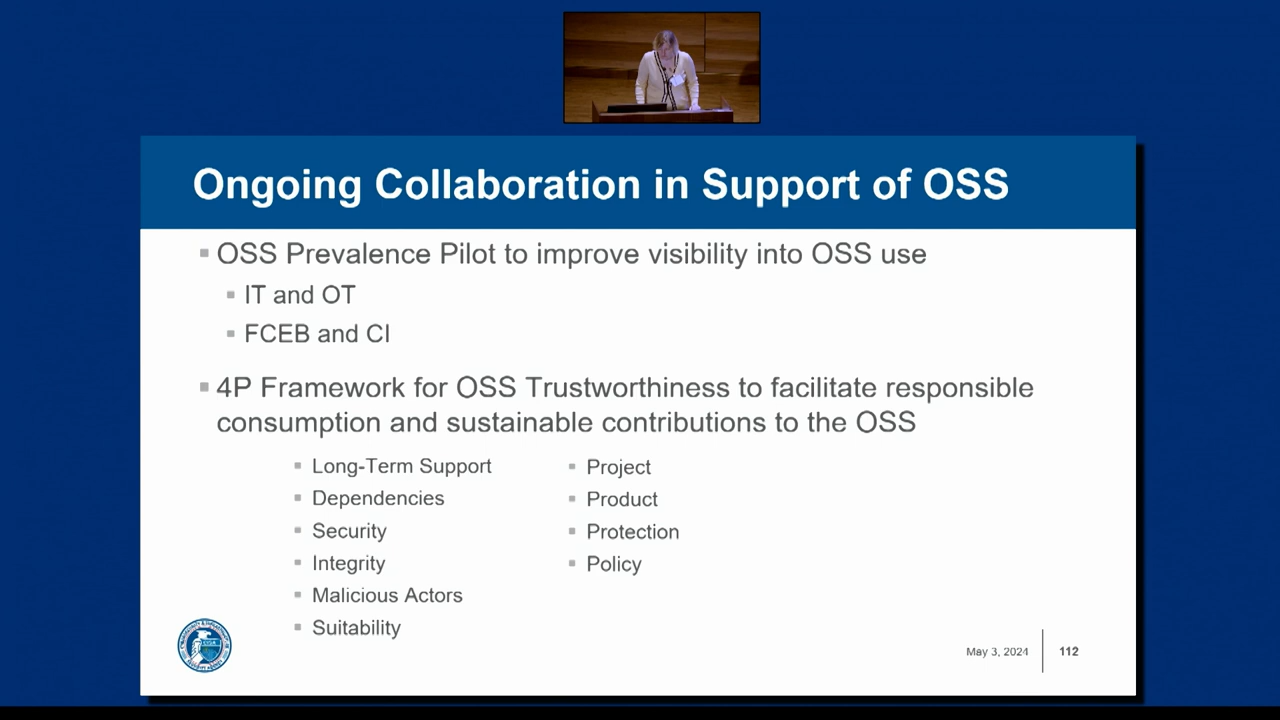 Ongoing Collaboration in Support of OSS
OSS Prevalence Pilot to improve visibility into OSS use
IT and OT
FCEB and CI
4P Framework for OSS Trustworthiness to facilitate responsible
consumption and sustainable contributions to the OSS
Long-Term Support
Dependencies
Security
Integrity
Malicious Actors
Suitability
Project
Product
Protection
Policy
May 3, 2024
112